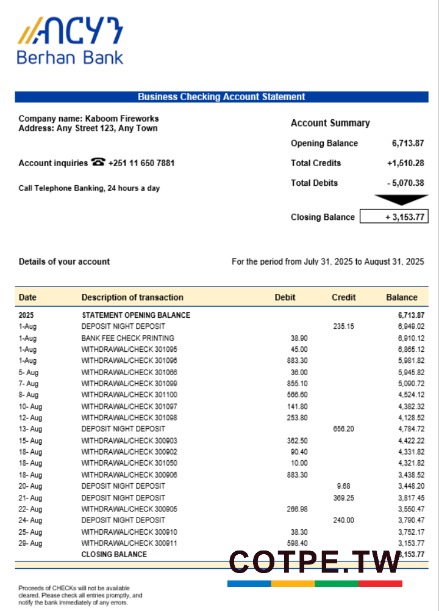 Berhan Bank
Business Checking Account Statement
Company name: Kaboom Fireworks
Address: Any Street 123, Any Town
Account inquiries ☎ +251 11 650 7881
Call Telephone Banking, 24 hours a day
Account Summary
Opening Balance 6,713.87
Total Credits +1,510.28
Total Debits - 5,070.38
Closing Balance + 3,153.77
Details of your account For the period from July 31, 2025 to August 31, 2025
Date Description of transaction Debit Credit Balance
2025 STATEMENT OPENING BALANCE 6,713.87
1-Aug DEPOSIT NIGHT DEPOSIT 235.15 6,949.02
1-Aug BANK FEE CHECK PRINTING 38.90 6,910.12
1-Aug WITHDRAWAL/CHECK 301095 45.00 6,865.12
1-Aug WITHDRAWAL/CHECK 301096 883.30 5,981.82
5- Aug WITHDRAWAL/CHECK 301066 36.00 5,945.82
7- Aug WITHDRAWAL/CHECK 301099 855.10 5,090.72
8- Aug WITHDRAWAL/CHECK 301100 566.60 4,524.12
10- Aug WITHDRAWAL/CHECK 301097 141.80 4,382.32
12- Aug WITHDRAWAL/CHECK 301098 253.80 4,128.52
13- Aug DEPOSIT NIGHT DEPOSIT 656.20 4,784.72
15- Aug WITHDRAWAL/CHECK 300903 362.50 4,422.22
18- Aug WITHDRAWAL/CHECK 300902 90.40 4,331.82
18- Aug WITHDRAWAL/CHECK 301050 10.00 4,321.82
18- Aug WITHDRAWAL/CHECK 300906 883.30 3,438.52
20- Aug DEPOSIT NIGHT DEPOSIT 9.68 3,448.20
21- Aug DEPOSIT NIGHT DEPOSIT 369.25 3,817.45
22- Aug WITHDRAWAL/CHECK 300905 266.98 3,550.47
24- Aug DEPOSIT NIGHT DEPOSIT 240.00 3,790.47
25- Aug WITHDRAWAL/CHECK 300910 38.30 3,752.17
29- Aug WITHDRAWAL/CHECK 300911 598.40 3,153.77
CLOSING BALANCE 3,153.77
COTPE.TW
Proceeds of CHECKs will not be available
cleared. Please check all entries promptly, and
notify the bank immediately of any errors.